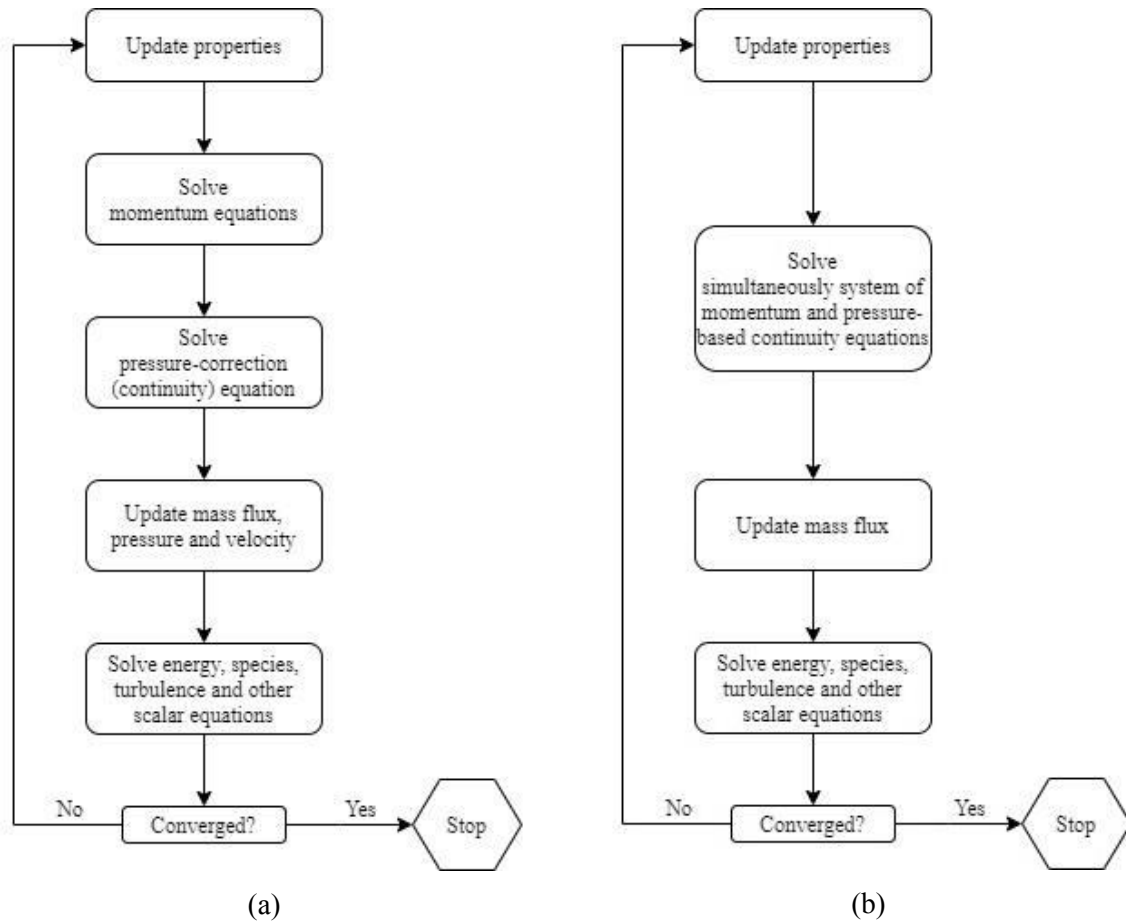 Update properties
Solve
momentum equations
Solve
pressure-correction
(continuity) equation
Update mass flux,
pressure and velocity
Solve energy, species,
turbulence and other
scalar equations
No
Converged?
Yes
Stop
(a)
Update properties
Solve
simultaneously system of
momentum and pressure-
based continuity equations
Update mass flux
Solve energy, species,
turbulence and other
scalar equations
No
Converged?
Yes
Stop
(b)